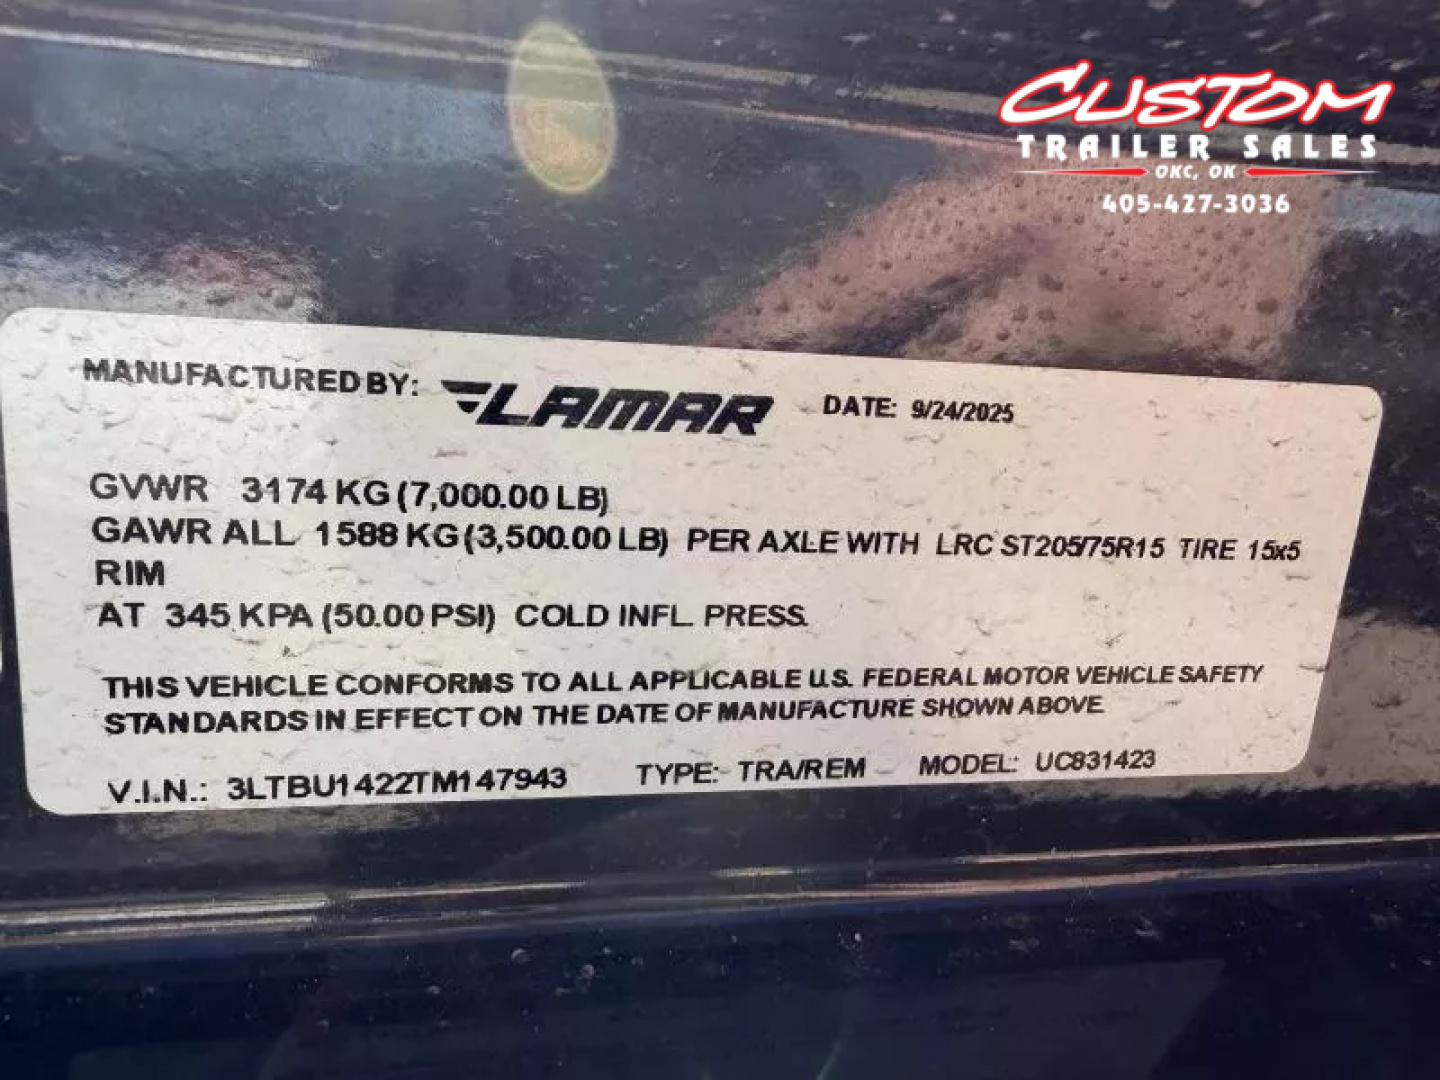 CUSTOM
TRAILER SALES
OKC, OK
405-427-3036
MANUFACTURED BY: LAMAR DATE: 9/24/2025
GVWR 3174 KG (7,000.00 LB)
GAWR ALL 1588 KG (3,500.00 LB) PER AXLE WITH LRC ST205/75R15 TIRE 15x5
RIM
AT 345 KPA (50.00 PSI) COLD INFL. PRESS.
THIS VEHICLE CONFORMS TO ALL APPLICABLE U.S. FEDERAL MOTOR VEHICLE SAFETY
STANDARDS IN EFFECT ON THE DATE OF MANUFACTURE SHOWN ABOVE.
V.I.N.: 3LTBU1422TM147943 TYPE: TRA/REM MODEL: UC831423